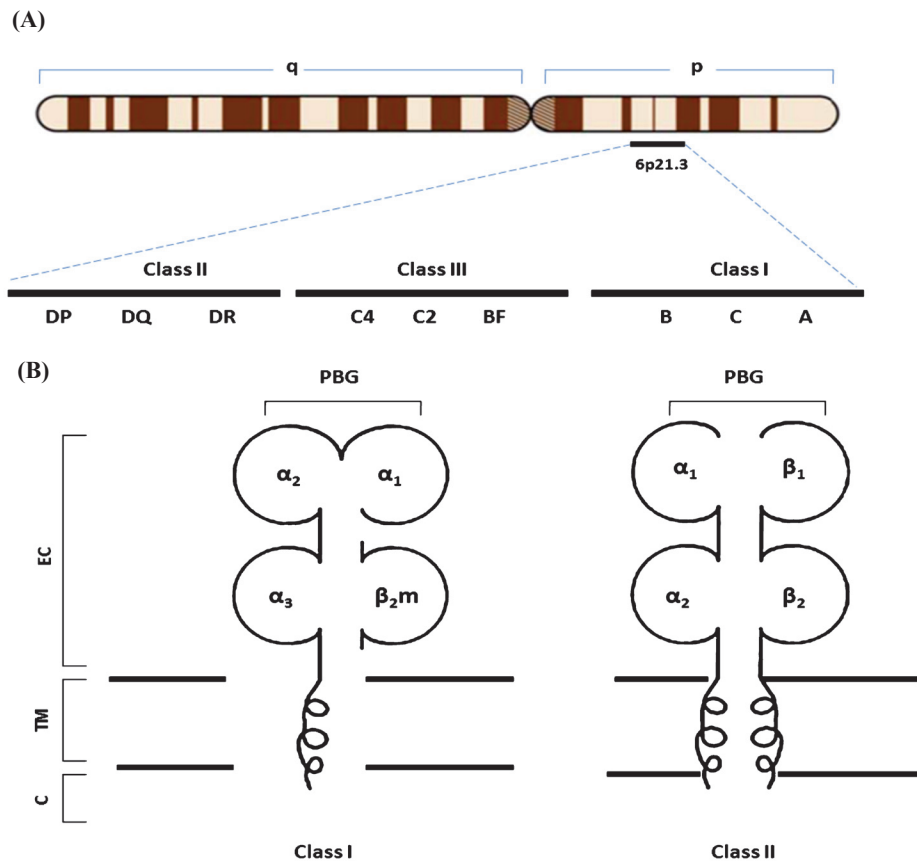 (A)
q p
6p21.3
Class II Class III Class I
DP DQ DR C4 C2 BF B C A
(B)
PBG PBG
EC
α₂ α₁ α₁ β₁
α₃ β₂m α₂ β₂
TM
C
Class I Class II